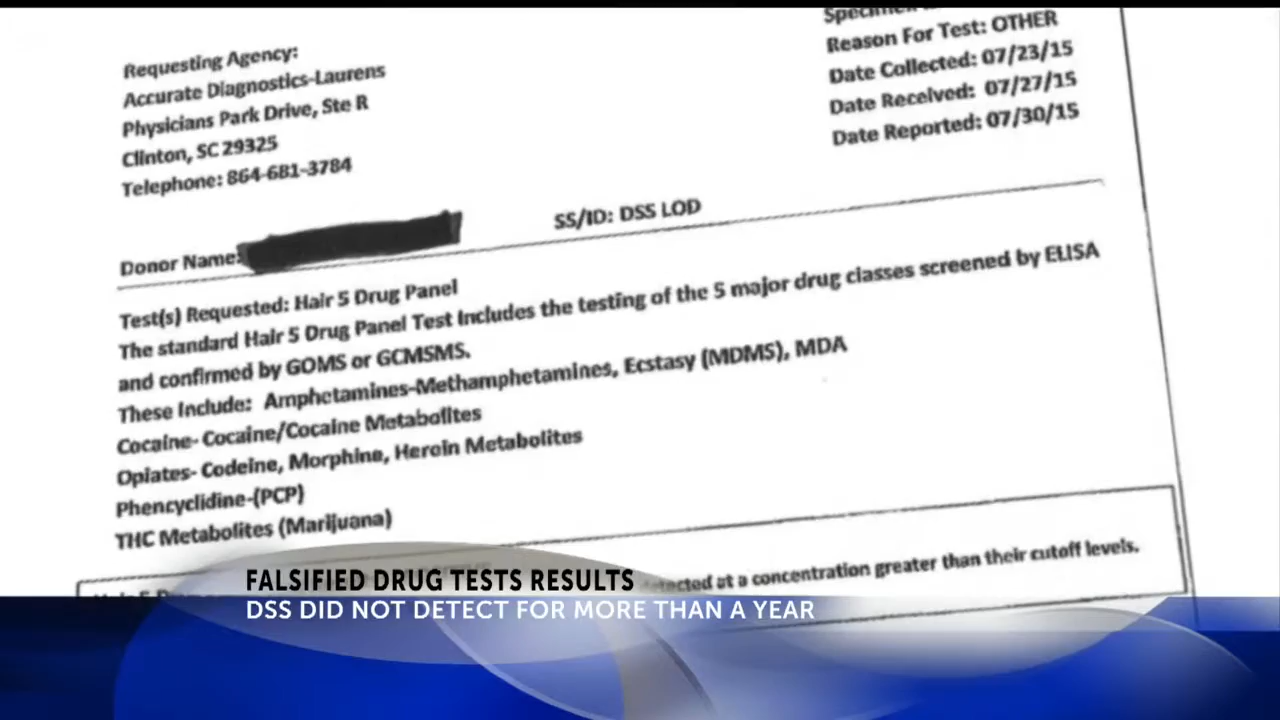 Requesting Agency:
Accurate Diagnostics-Laurens
Physicians Park Drive, Ste R
Clinton, SC 29325
Telephone: 864-681-3784
Reason For Test: OTHER
Date Collected: 07/23/15
Date Received: 07/27/15
Date Reported: 07/30/15
Donor Name:
SS/ID: DSS LOD
Test(s) Requested: Hair 5 Drug Panel
The standard Hair 5 Drug Panel Test Includes the testing of the 5 major drug classes screened by ELISA
and confirmed by GOMS or GCMSMS.
These Include: Amphetamines-Methamphetamines, Ecstasy (MDMS), MDA
Cocaine- Cocaine/Cocaine Metabolites
Opiates- Codeine, Morphine, Heroin Metabolites
Phencyclidine-(PCP)
THC Metabolites (Marijuana)
at a concentration greater than their cutoff levels.
FALSIFIED DRUG TESTS RESULTS
DSS DID NOT DETECT FOR MORE THAN A YEAR